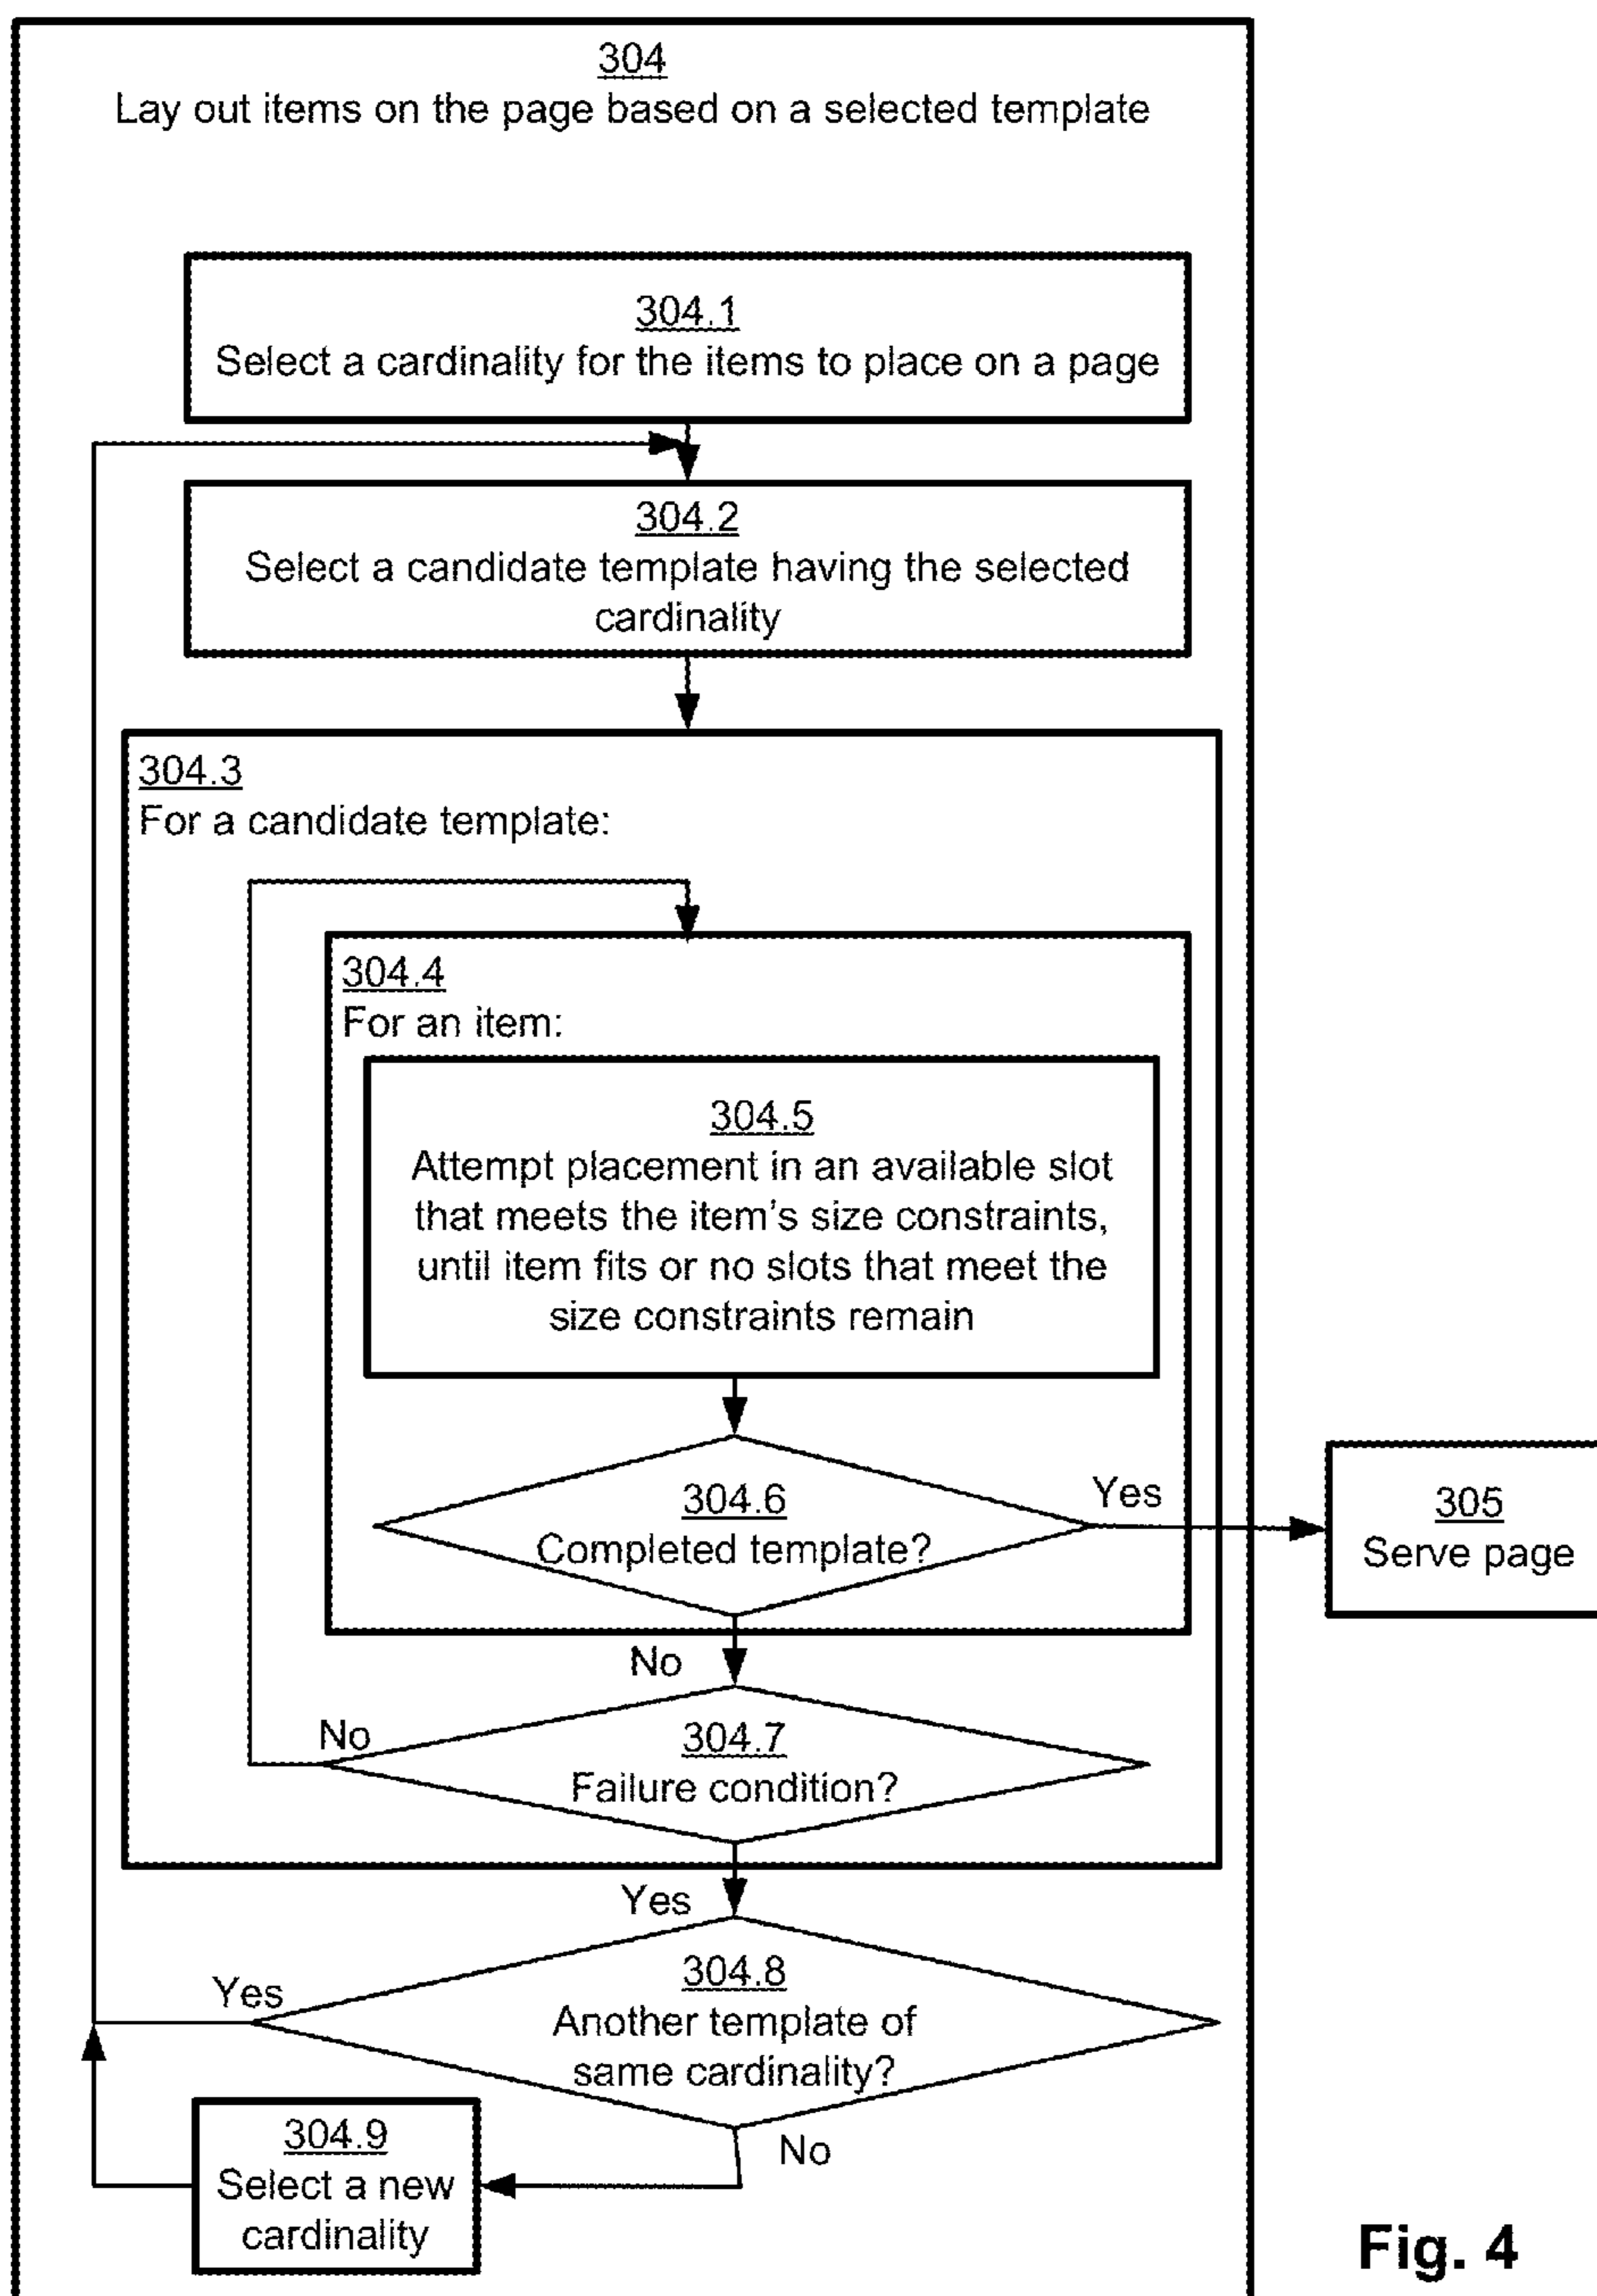 304
Lay out items on the page based on a selected template
304.1
Select a cardinality for the items to place on a page
304.2
Select a candidate template having the selected
cardinality
304.3
For a candidate template:
304.4
For an item:
304.5
Attempt placement in an available slot
that meets the item's size constraints,
until item fits or no slots that meet the
size constraints remain
304.6
Completed template?
Yes
305
Serve page
No
304.7
Failure condition?
No
Yes
304.8
Another template of
same cardinality?
Yes
No
304.9
Select a new
cardinality
Fig. 4